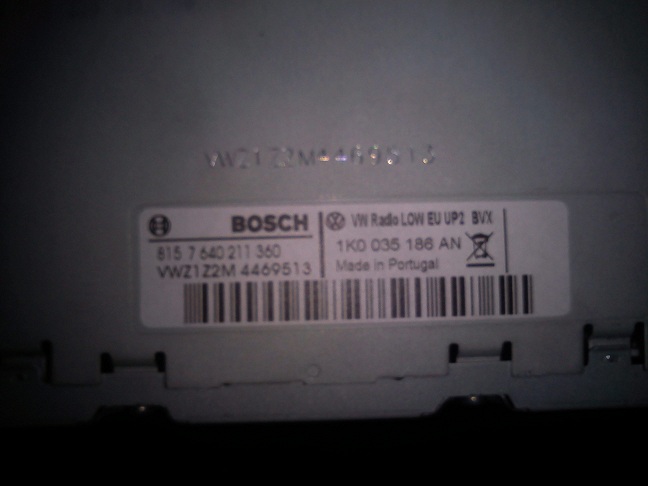 VWZ1Z2M4469513
BOSCH
815 7 640 211 360
VWZ1Z2M 4469513
VW Radio LOW EU UP2 BVX
1K0 035 186 AN
Made in Portugal